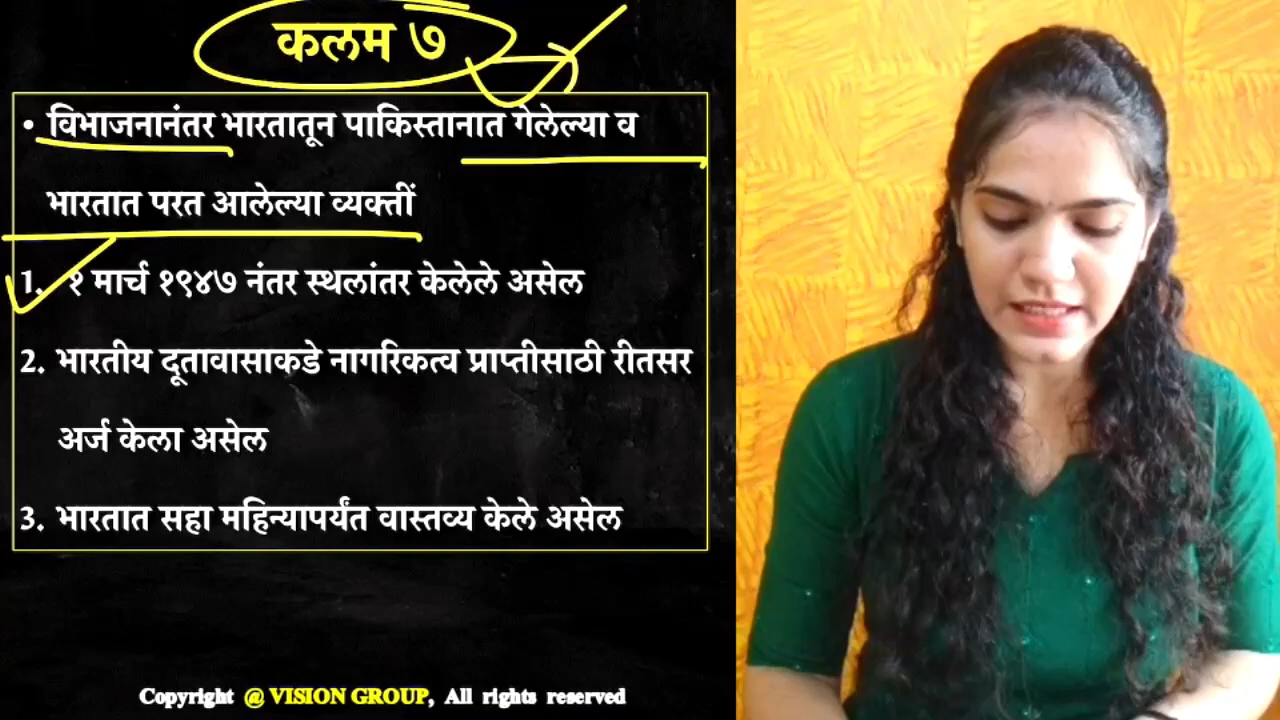 कलम ७
• विभाजनानंतर भारतातून पाकिस्तानात गेलेल्या व
भारतात परत आलेल्या व्यक्तीं
1. १ मार्च १९४७ नंतर स्थलांतर केलेले असेल
2. भारतीय दूतावासाकडे नागरिकत्व प्राप्तीसाठी रीतसर
अर्ज केला असेल
3. भारतात सहा महिन्यापर्यंत वास्तव्य केले असेल
Copyright @ VISION GROUP, All rights reserved